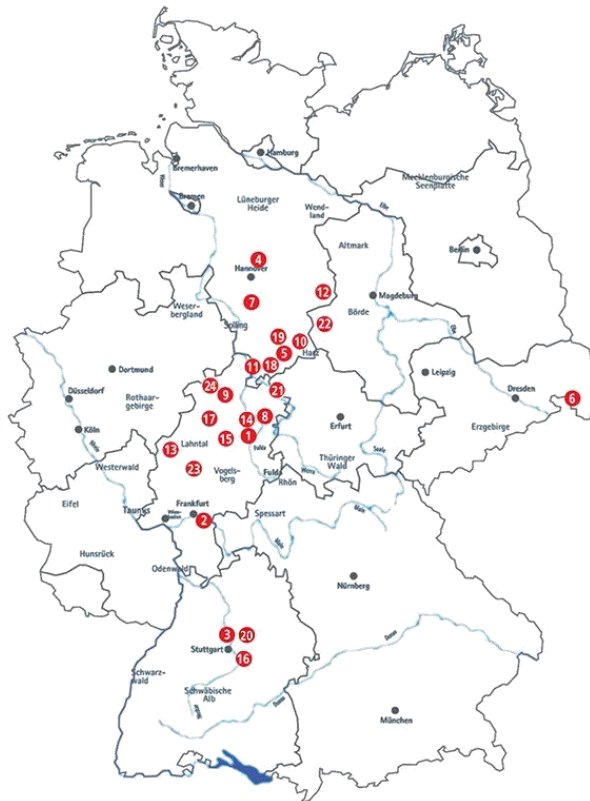 Hamburg
Bremerhaven
Mecklenburgische
Seenplatte
Weser
Bremen
Lüneburger
Heide
Wend-
land
Elbe
Altmark
Berlin
4
Hannover
12
Magdeburg
7
Weser-
bergland
22
Börde
Solling
19
10
5
Harz
Elbe
11
18
Dortmund
Leipzig
24
9
21
Düsseldorf
Rothaar-
gebirge
Dresden
6
17
14
8
Erfurt
Köln
Rhein
15
1
Fulda
Erzgebirge
13
Lahntal
Thüringer
Wald
Saale
Westerwald
23
Vogels-
berg
Fulda
Rhön
Werra
Eifel
Taunus
Frankfurt
2
Spessart
Main
Main
Hunsrück
Odenwald
Nürnberg
3
20
Donau
Stuttgart
16
Schwarz-
wald
Schwäbische
Alb
Neckar
Donau
München